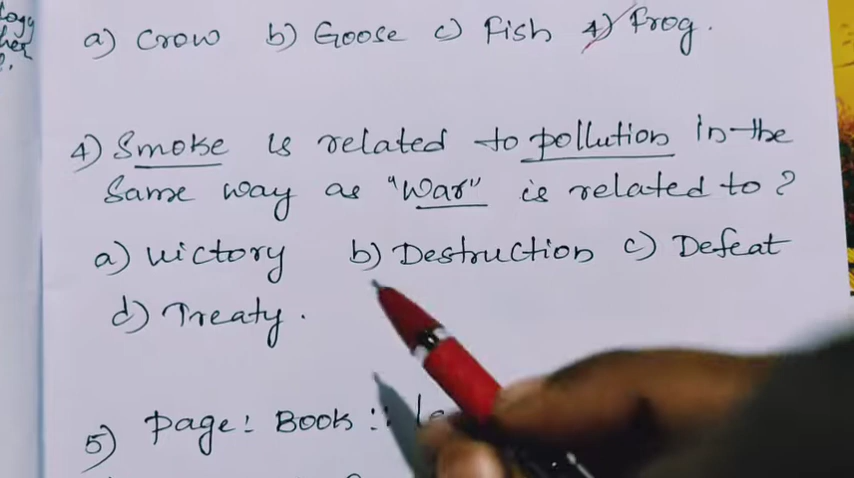 a) Crow b) Goose c) Fish 4) Frog.
4) Smoke is related to pollution in the
Same way as "War" is related to?
a) Victory b) Destruction c) Defeat
d) Treaty.
5) Page: Book ::